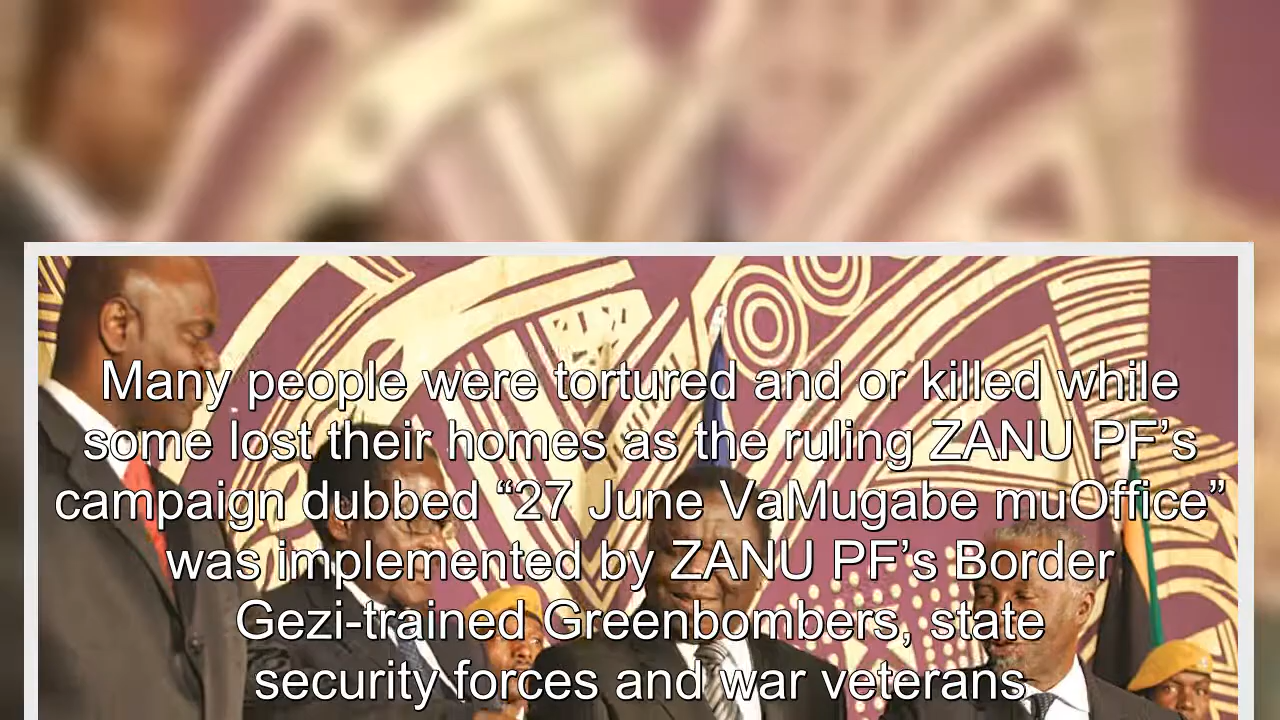 Many people were tortured and or killed while
some lost their homes as the ruling ZANU PF’s
campaign dubbed “27 June VaMugabe muOffice”
was implemented by ZANU PF’s Border
Gezi-trained Greenbombers, state
security forces and war veterans